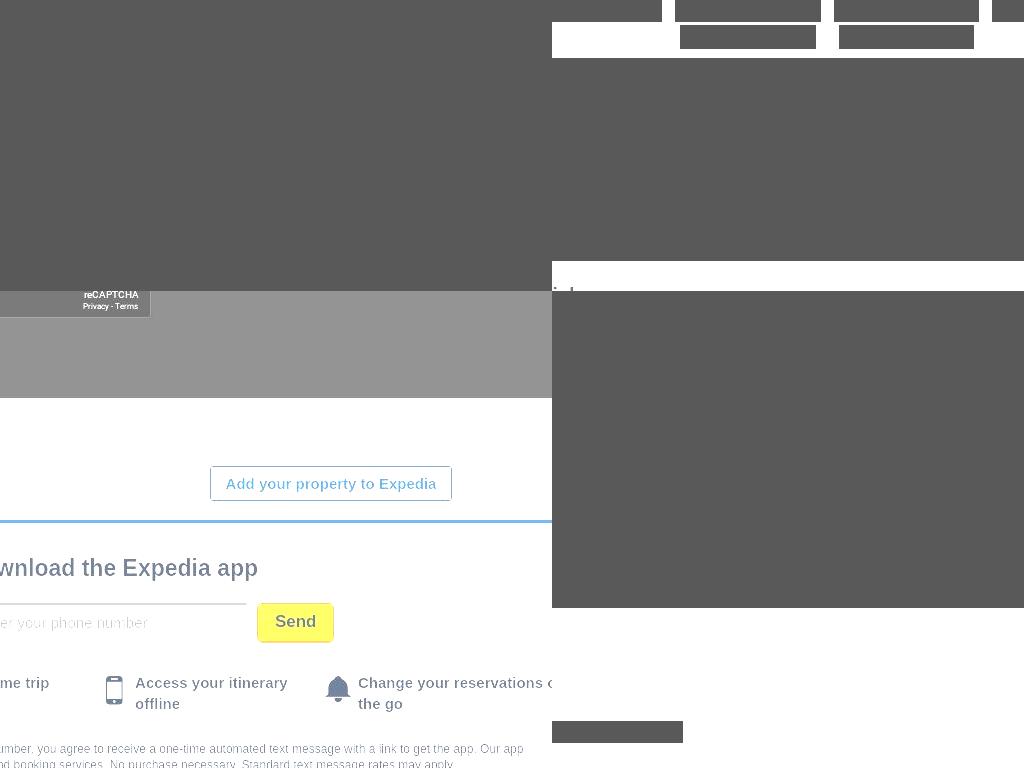 reCAPTCHA
Privacy - Terms
Add your property to Expedia
wnload the Expedia app
er your phone number
Send
me trip
Access your itinerary
offline
Change your reservations
the go
umber, you agree to receive a one-time automated text message with a link to get the app. Our app
nd booking services. No purchase necessary. Standard text message rates may apply.